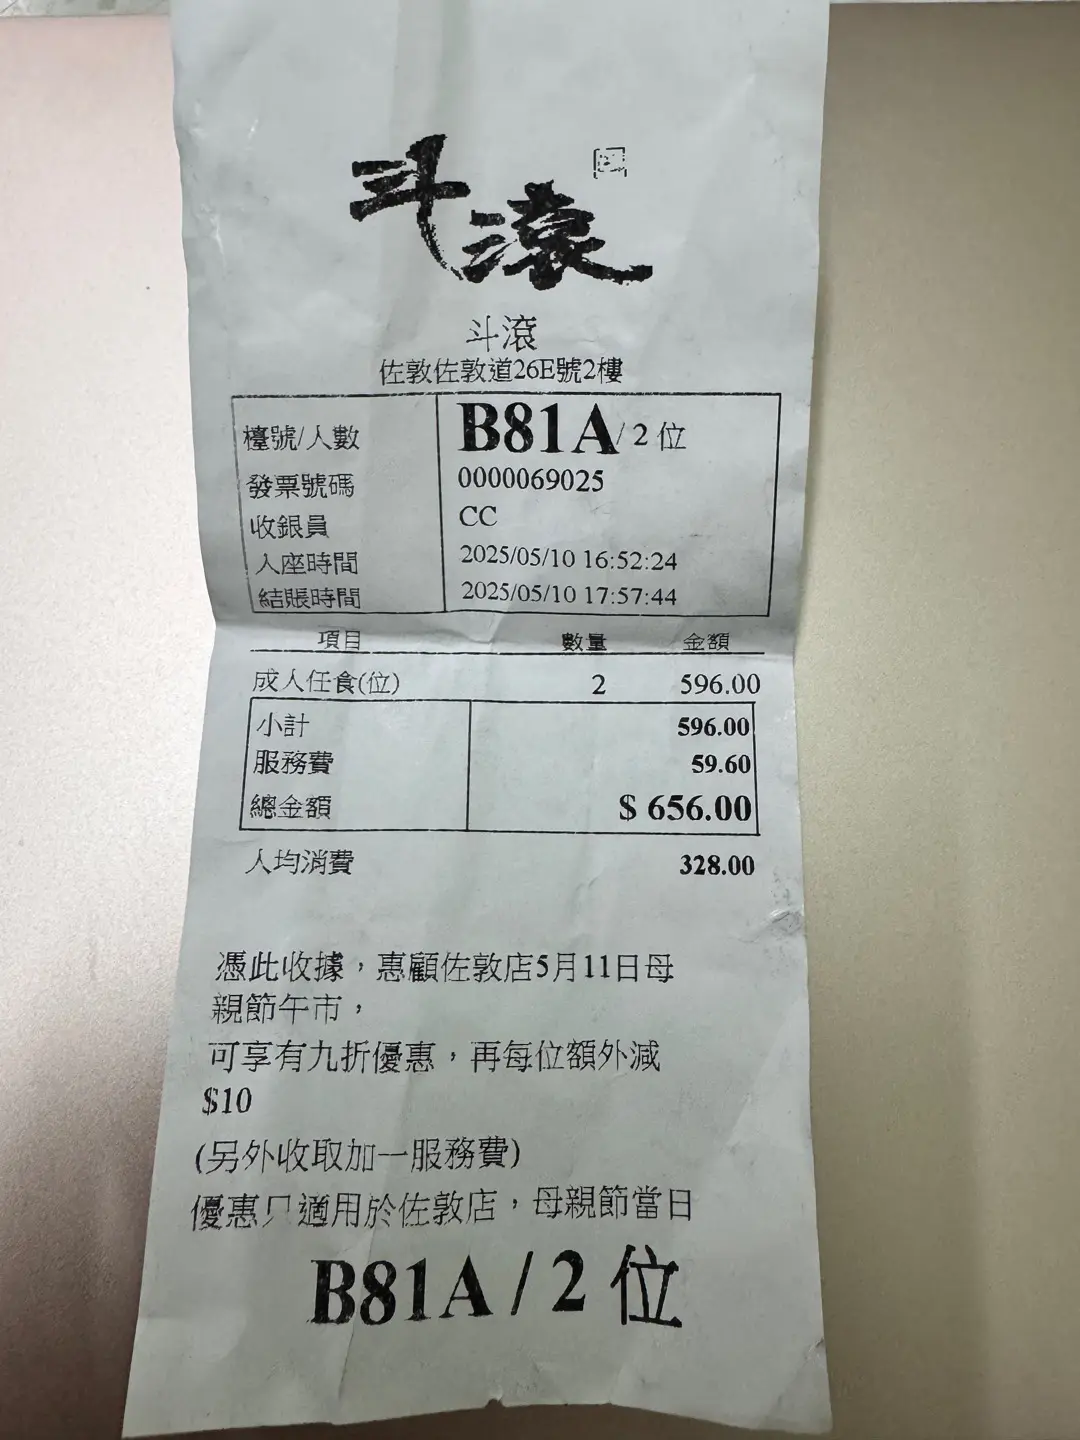 斗滾
斗滾
佐敦佐敦道26E號2樓
檯號/人數 B81A/ 2 位
發票號碼 0000069025
收銀員 CC
入座時間 2025/05/10 16:52:24
結賬時間 2025/05/10 17:57:44
項目 數量 金額
成人任食(位) 2 596.00
小計 596.00
服務費 59.60
總金額 $ 656.00
人均消費 328.00
憑此收據，惠顧佐敦店5月11日母
親節午市，
可享有九折優惠，再每位額外減
$10
(另外收取加一服務費)
優惠只適用於佐敦店，母親節當日
B81A / 2 位